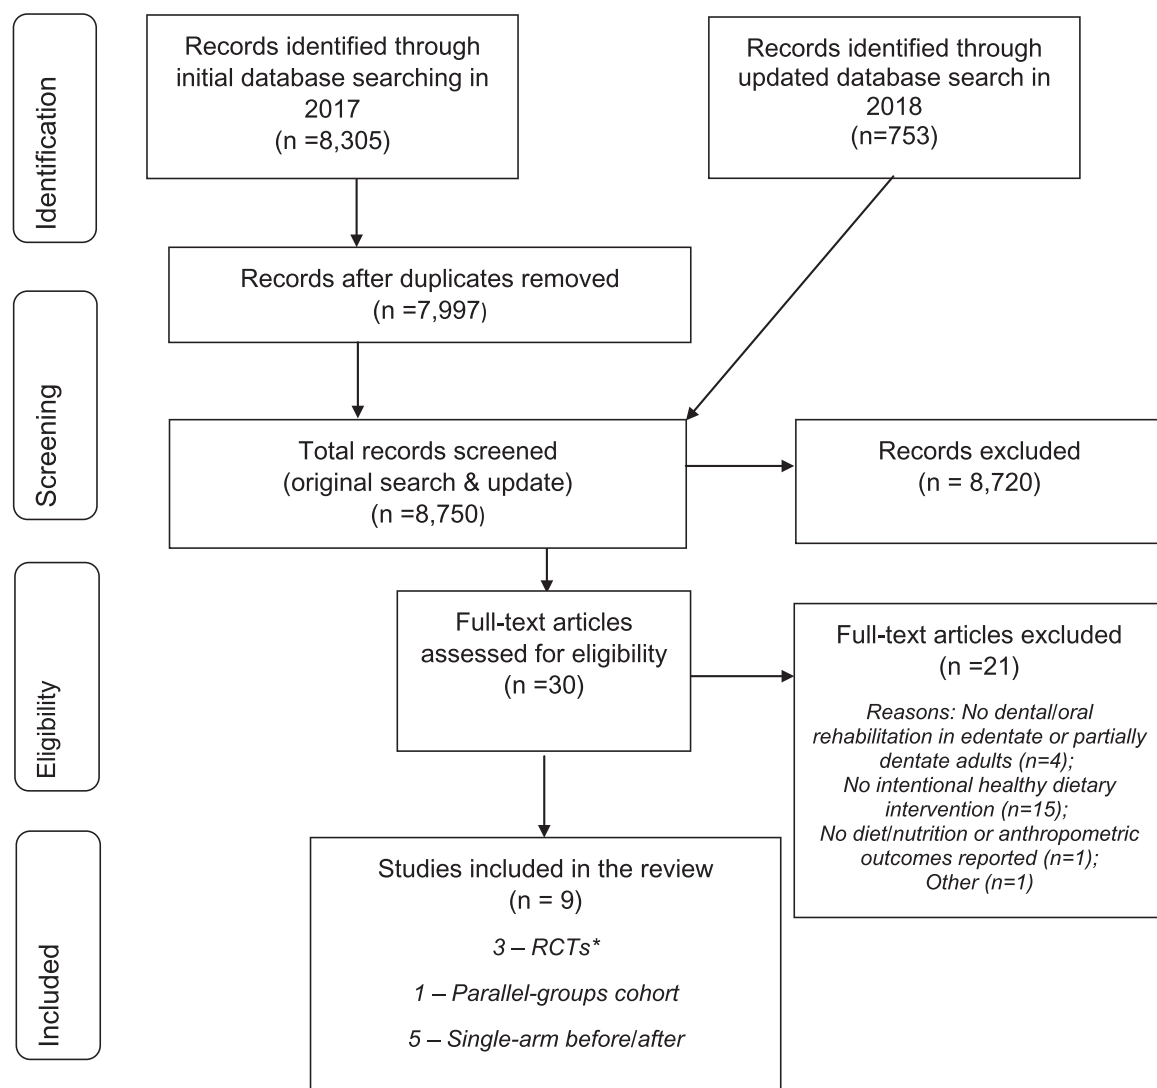 Identification
Records identified through
initial database searching in
2017
(n =8,305)
Records identified through
updated database search in
2018
(n=753)
Records after duplicates removed
(n =7,997)
Screening
Total records screened
(original search & update)
(n =8,750)
Records excluded
(n = 8,720)
Eligibility
Full-text articles
assessed for eligibility
(n =30)
Full-text articles excluded
(n =21)
Reasons: No dental/oral
rehabilitation in edentate or partially
dentate adults (n=4);
No intentional healthy dietary
intervention (n=15);
No diet/nutrition or anthropometric
outcomes reported (n=1);
Other (n=1)
Included
Studies included in the review
(n = 9)
3 – RCTs*
1 – Parallel-groups cohort
5 – Single-arm before/after